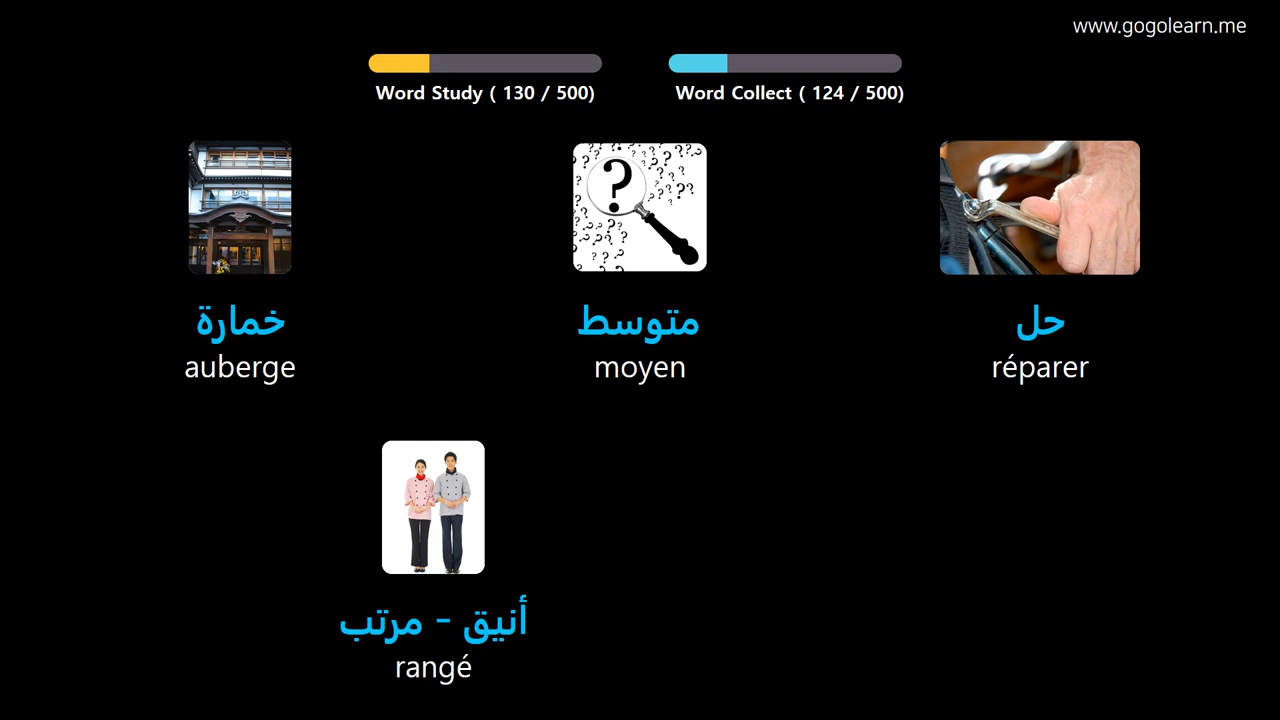 www.gogolearn.me
Word Study ( 130 / 500)
Word Collect ( 124 / 500)
خمارة
auberge
متوسط
moyen
حل
réparer
أنيق - مرتب
rangé